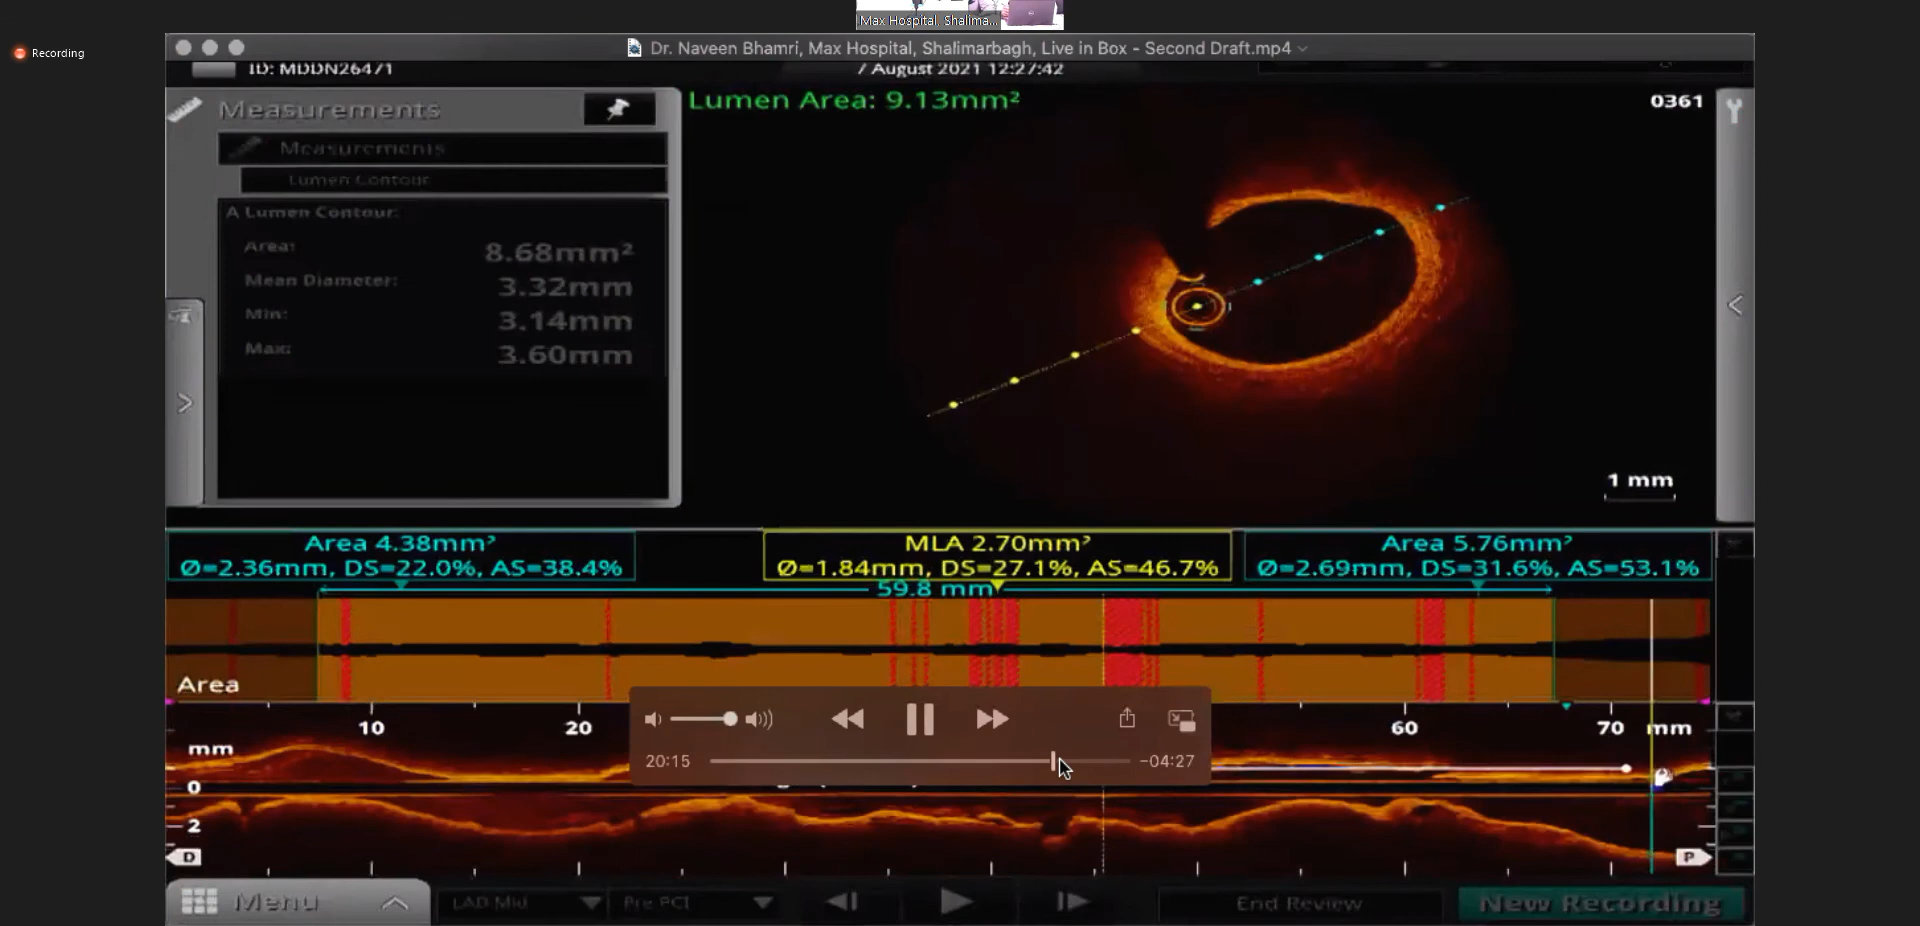 Max Hospital, Shalima...
Recording
Dr. Naveen Bhamri, Max Hospital, Shalimarbagh, Live in Box - Second Draft.mp4
ID: MDDN26471
7 August 2021 12:27:42
Measurements
Measurements
Lumen Contour
A Lumen Contour:
Area: 8.68mm²
Mean Diameter: 3.32mm
Min: 3.14mm
Max: 3.60mm
Lumen Area: 9.13mm²
0361
1 mm
Area 4.38mm²
Ø=2.36mm, DS=22.0%, AS=38.4%
MLA 2.70mm²
Ø=1.84mm, DS=27.1%, AS=46.7%
Area 5.76mm²
Ø=2.69mm, DS=31.6%, AS=53.1%
59.8 mm
Area
10 20 60 70 mm
mm
0
2
20:15 -04:27
D P
Menu
LAD Mid
Pre PCI
End Review
New Recording